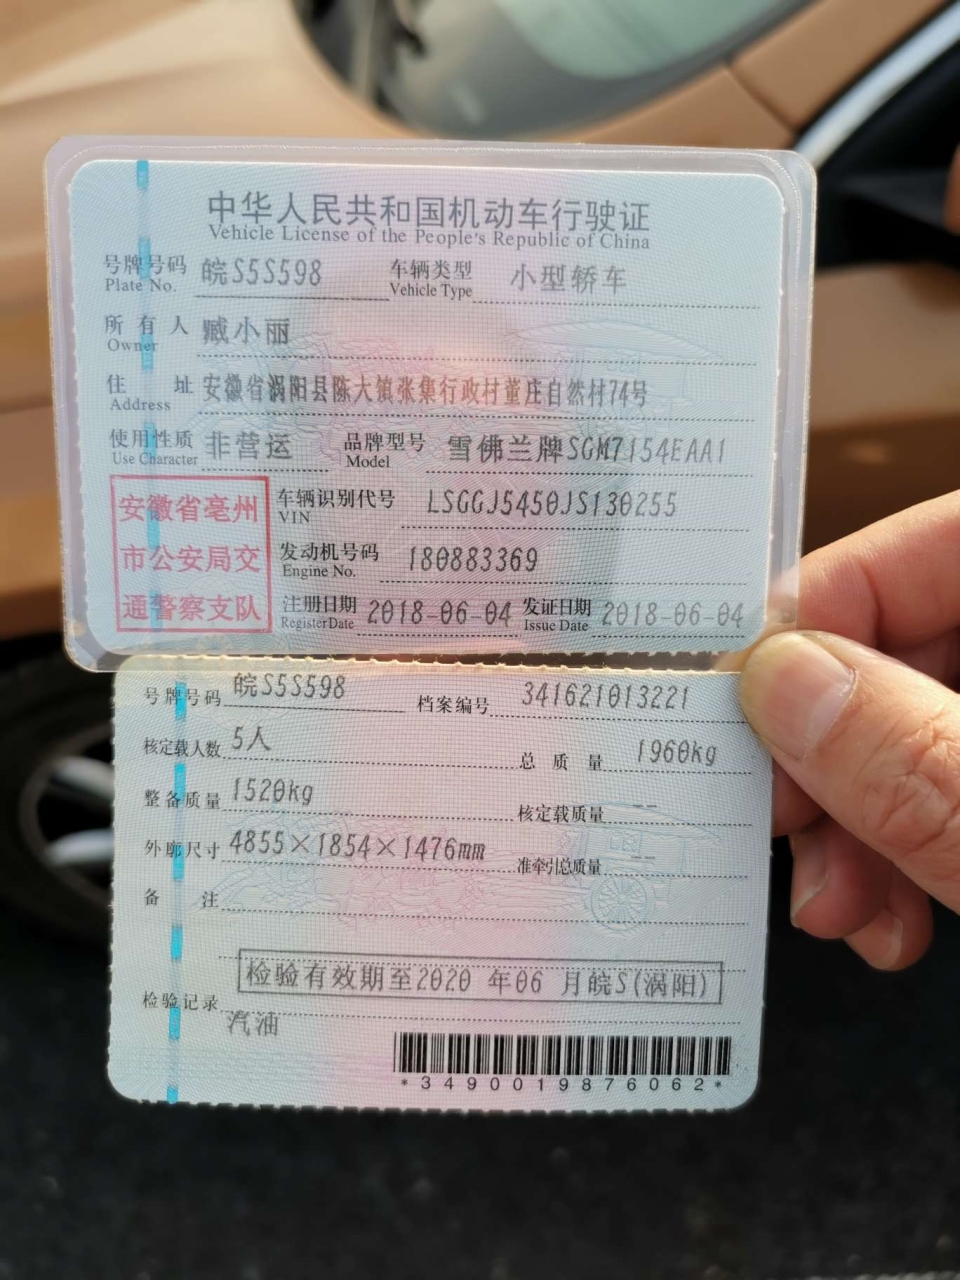 中华人民共和国机动车行驶证
Vehicle License of the People's Republic of China
号牌号码 皖S5S598 车辆类型 小型轿车
Plate No. Vehicle Type
所有人 臧小丽
Owner
住址 安徽省涡阳县陈大镇张集行政村董庄自然村74号
Address
使用性质 非营运 品牌型号 雪佛兰牌SGM7154EAA1
Use Character Model
安徽省亳州
市公安局交
通警察支队
车辆识别代号 LSGGJ5450JS130255
VIN
发动机号码 180883369
Engine No.
注册日期 2018-06-04 发证日期 2018-06-04
Register Date Issue Date
号牌号码 皖S5S598 档案编号 341621013221
核定载人数 5人 总质量 1960kg
整备质量 1520kg 核定载质量 --
外廓尺寸 4855×1854×1476mm 准牵引总质量 --
备注
检验有效期至2020 年06 月皖S(涡阳)
检验记录
汽油
*3490019876062*